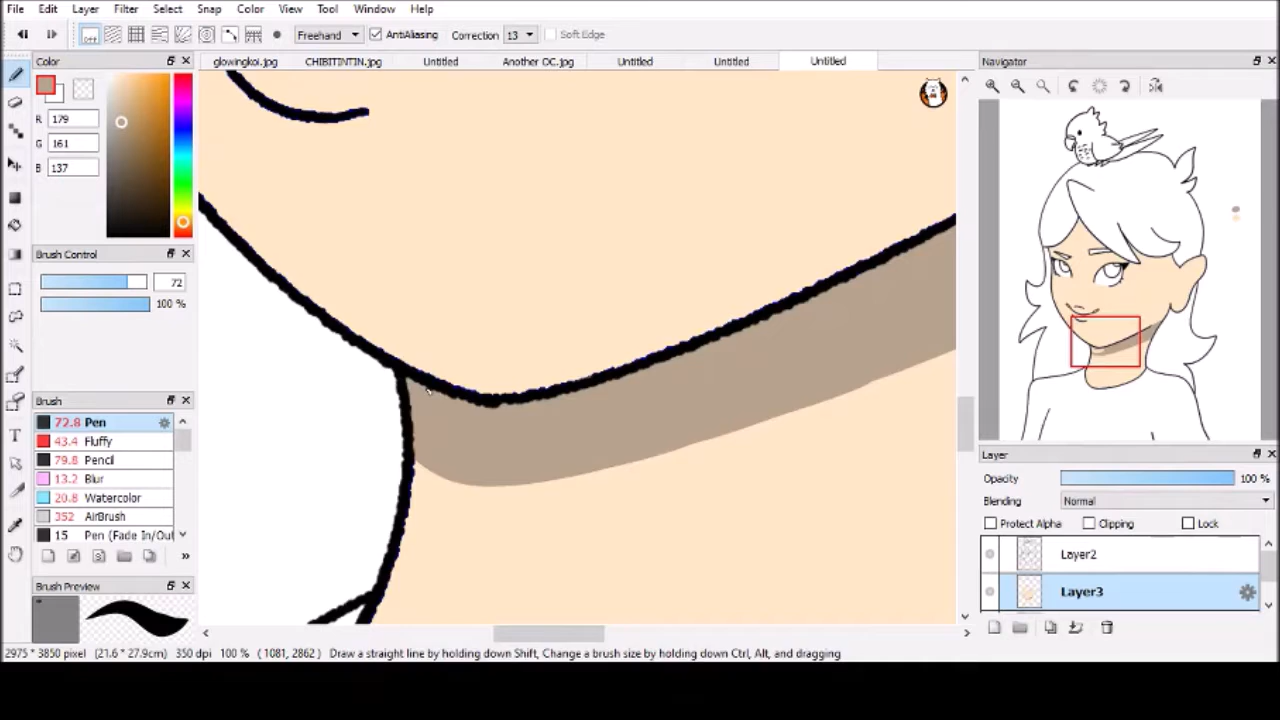 File Edit Layer Filter Select Snap Color View Tool Window Help
Off Freehand AntiAliasing Correction 13 Soft Edge
Color
glowingkoi.jpg CHIBITINTIN.jpg Untitled Another OC.jpg Untitled Untitled Untitled
Navigator
R 179
G 161
B 137
Brush Control
72
100 %
Brush
72.8 Pen
43.4 Fluffy
79.8 Pencil
13.2 Blur
20.8 Watercolor
352 AirBrush
15 Pen (Fade In/Out
Brush Preview
Layer
Opacity 100 %
Blending Normal
Protect Alpha Clipping Lock
Layer2
Layer3
2975 * 3850 pixel (21.6 * 27.9cm) 350 dpi 100 % ( 1081, 2862 ) Draw a straight line by holding down Shift, Change a brush size by holding down Ctrl, Alt, and dragging